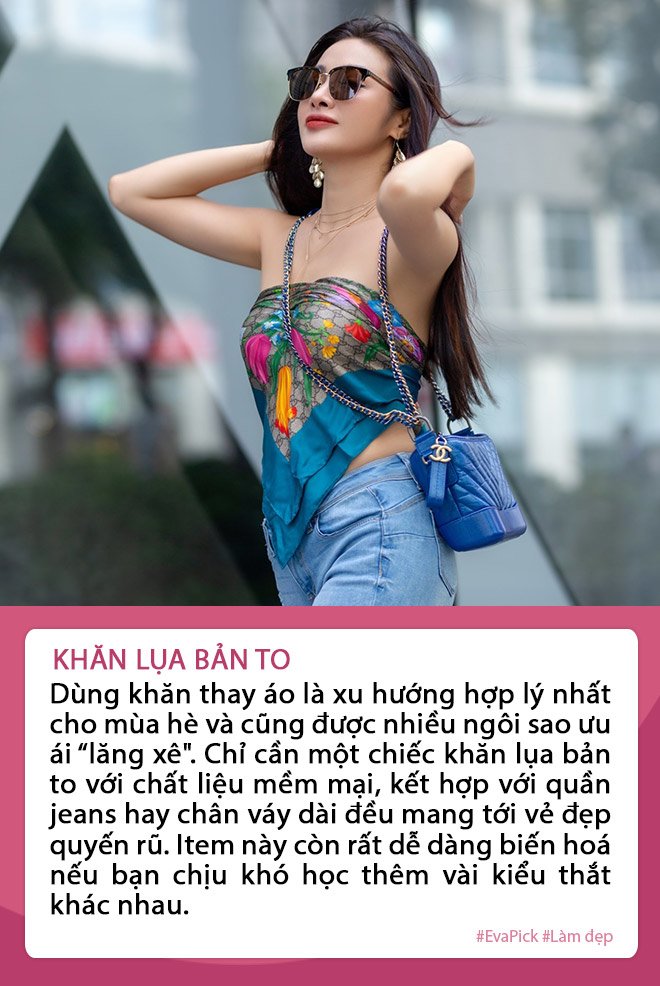 KHĂN LỤA BẢN TO
Dùng khăn thay áo là xu hướng hợp lý nhất
cho mùa hè và cũng được nhiều ngôi sao ưu
ái “lăng xê". Chỉ cần một chiếc khăn lụa bản
to với chất liệu mềm mại, kết hợp với quần
jeans hay chân váy dài đều mang tới vẻ đẹp
quyến rũ. Item này còn rất dễ dàng biến hoá
nếu bạn chịu khó học thêm vài kiểu thắt
khác nhau.
#EvaPick #Làm đẹp